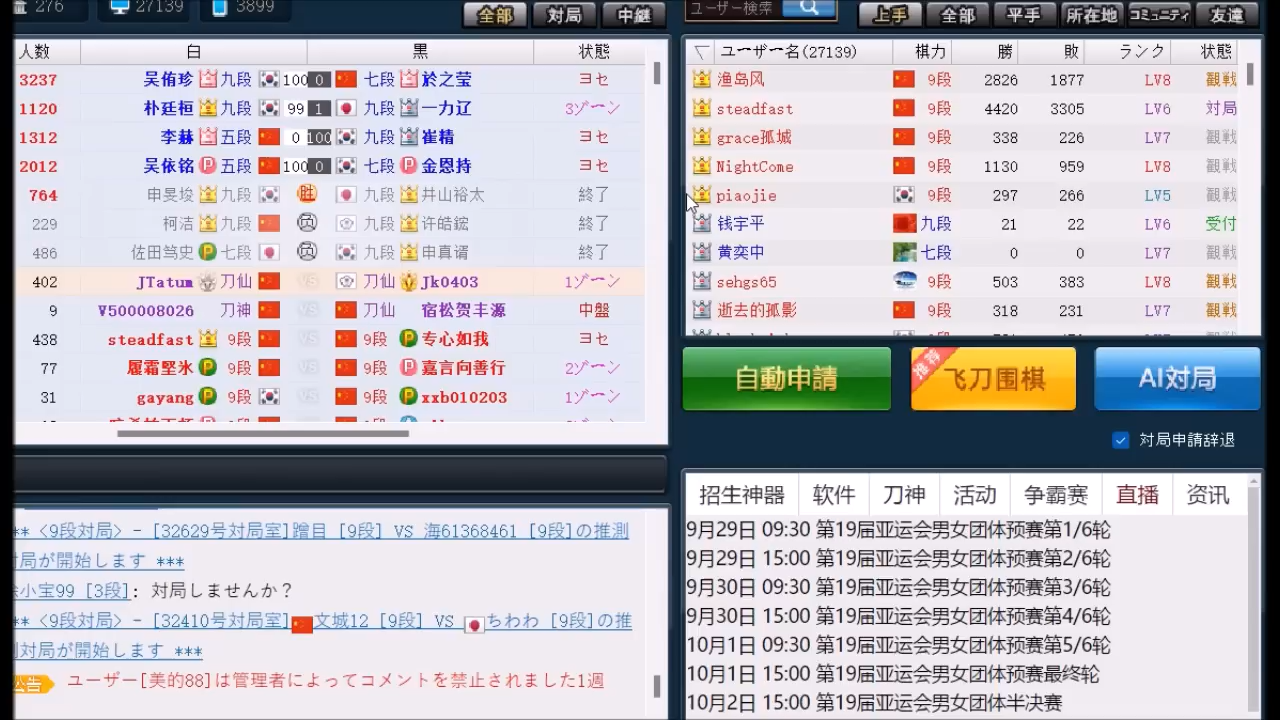 276 27139 3899
全部 対局 中継
人数 白 黒 状態
3237 吴侑珍 九段 100 0 七段 於之莹 ヨセ
1120 朴廷桓 九段 99 1 九段 一力辽 3ゾーン
1312 李赫 五段 0 100 九段 崔精 ヨセ
2012 吴依铭 P 五段 100 0 七段 P 金恩持 ヨセ
764 申旻埈 九段 胜 九段 井山裕太 終了
229 柯洁 九段 九段 许皓鋐 終了
486 佐田笃史 P 七段 九段 申真谞 終了
402 JTatum 刀仙 VS 刀仙 Jk0403 1ゾーン
9 V500008026 刀神 VS 刀仙 宿松贺丰源 中盤
438 steadfast 9段 VS 9段 P 专心如我 ヨセ
77 履霜堅氷 P 9段 VS 9段 P 嘉言向善行 2ゾーン
31 gayang P 9段 VS 9段 P xxb010203 1ゾーン
** <9段対局> - [32629号対局室]蹭目 [9段] VS 海61368461 [9段]の推測
対局が開始します ***
小宝99 [3段]: 対局しませんか？
** <9段対局> - [32410号対局室] 文城12 [9段] VS ちわわ [9段]の推
測対局が開始します ***
公告 ユーザー[美的88]は管理者によってコメントを禁止されました1週
ユーザー検索
上手 全部 平手 所在地 コミュニティ 友達
ユーザー名(27139) 棋力 勝 敗 ランク 状態
渔岛风 9段 2826 1877 LV8 観戦
steadfast 9段 4420 3305 LV6 対局
grace孤城 9段 338 226 LV7 観戦
NightCome 9段 1130 959 LV8 観戦
piaojie 9段 297 266 LV5 観戦
钱宇平 九段 21 22 LV6 受付
黄奕中 七段 0 0 LV7 観戦
sehgs65 9段 503 383 LV8 観戦
逝去的孤影 9段 318 231 LV7 観戦
自動申請
推荐 飞刀围棋
AI対局
対局申請辞退
招生神器 软件 刀神 活动 争霸赛 直播 资讯
9月29日 09:30 第19届亚运会男女团体预赛第1/6轮
9月29日 15:00 第19届亚运会男女团体预赛第2/6轮
9月30日 09:30 第19届亚运会男女团体预赛第3/6轮
9月30日 15:00 第19届亚运会男女团体预赛第4/6轮
10月1日 09:30 第19届亚运会男女团体预赛第5/6轮
10月1日 15:00 第19届亚运会男女团体预赛最终轮
10月2日 15:00 第19届亚运会男女团体半决赛